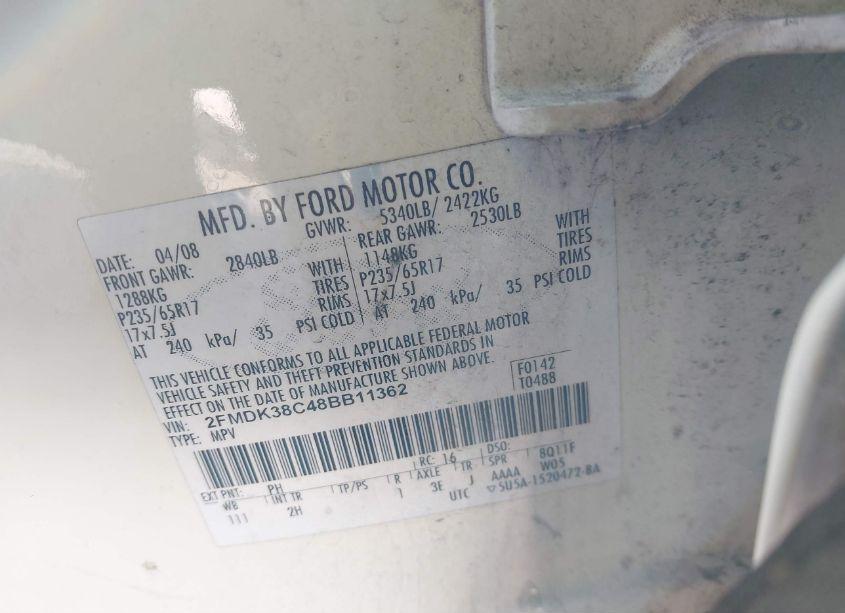 MFD. BY FORD MOTOR CO.
DATE: 04/08 GVWR: 5340LB/ 2422KG
FRONT GAWR: 2840LB REAR GAWR: 2530LB
1288KG WITH 1148KG WITH
P235/65R17 TIRES P235/65R17 TIRES
17x7.5J RIMS 17x7.5J RIMS
AT 240 kPa/ 35 PSI COLD AT 240 kPa/ 35 PSI COLD
THIS VEHICLE CONFORMS TO ALL APPLICABLE FEDERAL MOTOR
VEHICLE SAFETY AND THEFT PREVENTION STANDARDS IN
EFFECT ON THE DATE OF MANUFACTURE SHOWN ABOVE.
VIN: 2FMDK38C48BB11362 F0142
TYPE: MPV T0488
EXT PNT: PH RC: 16 DSO:
WB INT TR TP/PS R AXLE TR SPR 8Q11F
111 2H 1 3E J AAAA W05
UTC ▽5U5A-1520472-BA